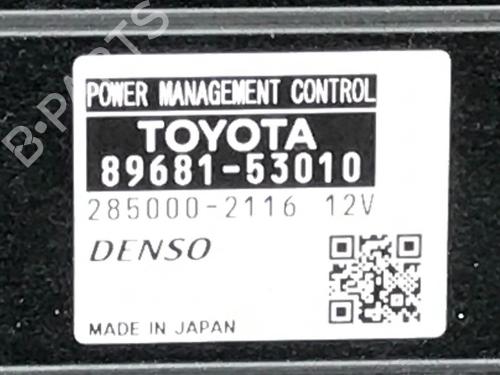 B-PARTS
POWER MANAGEMENT CONTROL
TOYOTA
89681-53010
285000-2116 12V
DENSO
MADE IN JAPAN